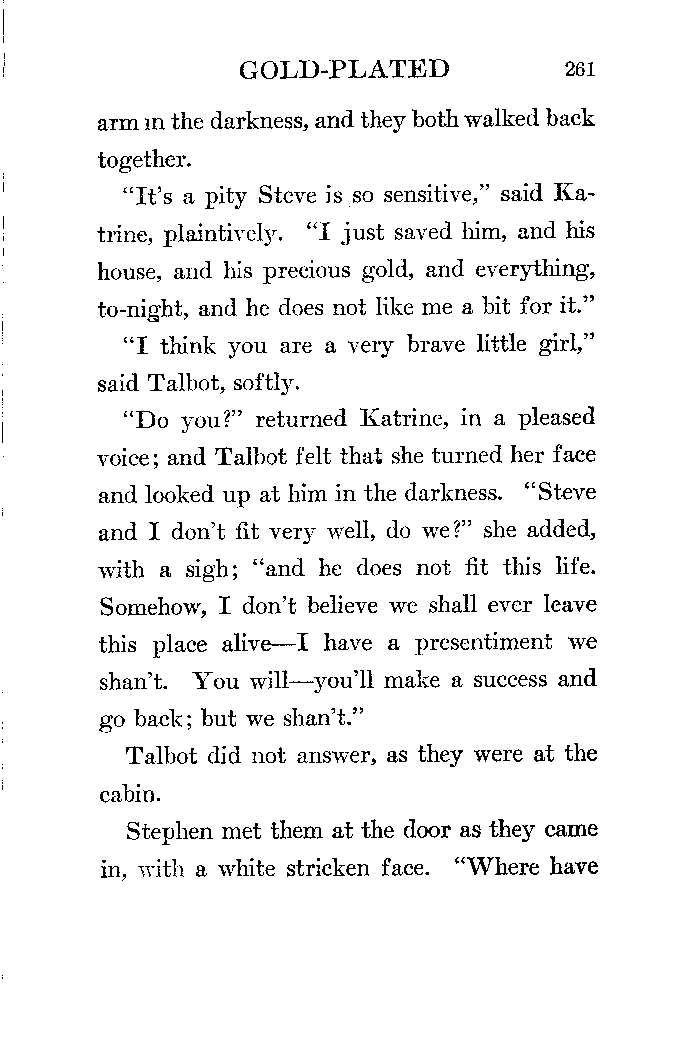 GOLD-PLATED 261
arm in the darkness, and they both walked back
together.
"It's a pity Steve is so sensitive," said Ka-
trine, plaintively. "I just saved him, and his
house, and his precious gold, and everything,
to-night, and he does not like me a bit for it."
"I think you are a very brave little girl,"
said Talbot, softly.
"Do you?" returned Katrine, in a pleased
voice; and Talbot felt that she turned her face
and looked up at him in the darkness. "Steve
and I don't fit very well, do we?" she added,
with a sigh; "and he does not fit this life.
Somehow, I don't believe we shall ever leave
this place alive—I have a presentiment we
shan't. You will—you'll make a success and
go back; but we shan't."
Talbot did not answer, as they were at the
cabin.
Stephen met them at the door as they came
in, with a white stricken face. "Where have